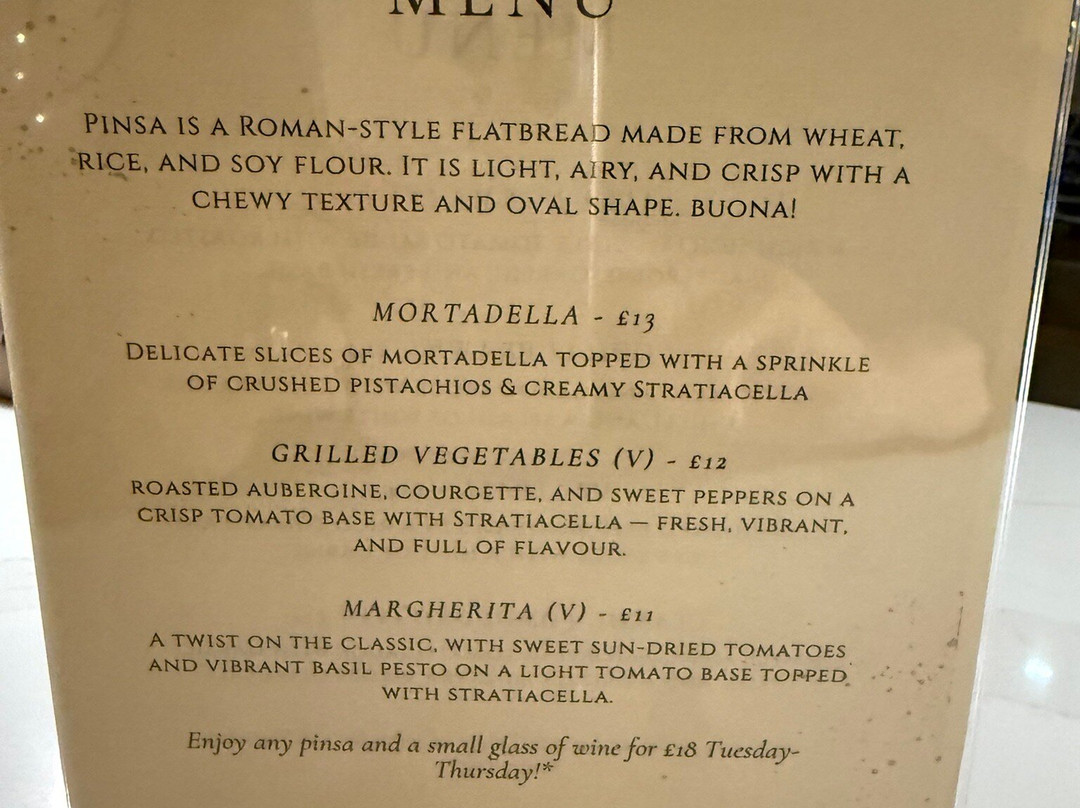 MENU
PINSA IS A ROMAN-STYLE FLATBREAD MADE FROM WHEAT,
RICE, AND SOY FLOUR. IT IS LIGHT, AIRY, AND CRISP WITH A
CHEWY TEXTURE AND OVAL SHAPE. BUONA!
MORTADELLA - £13
DELICATE SLICES OF MORTADELLA TOPPED WITH A SPRINKLE
OF CRUSHED PISTACHIOS & CREAMY STRATIACELLA
GRILLED VEGETABLES (V) - £12
ROASTED AUBERGINE, COURGETTE, AND SWEET PEPPERS ON A
CRISP TOMATO BASE WITH STRATIACELLA — FRESH, VIBRANT,
AND FULL OF FLAVOUR.
MARGHERITA (V) - £11
A TWIST ON THE CLASSIC, WITH SWEET SUN-DRIED TOMATOES
AND VIBRANT BASIL PESTO ON A LIGHT TOMATO BASE TOPPED
WITH STRATIACELLA.
Enjoy any pinsa and a small glass of wine for £18 Tuesday-
Thursday!*